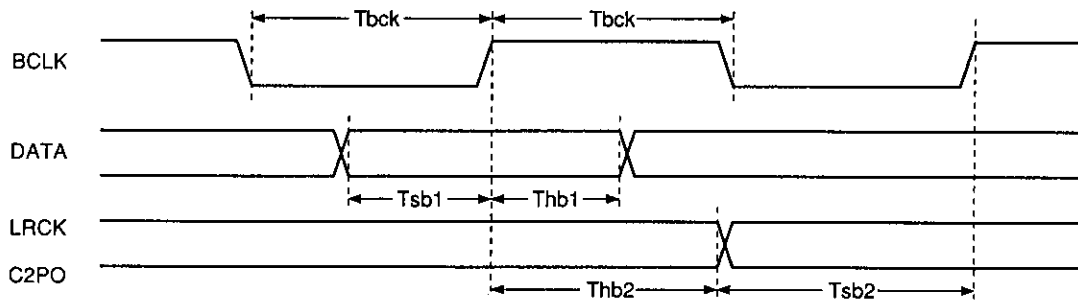 Tbck Tbck
BCLK
DATA
Tsb1 Thb1
LRCK
C2PO
Thb2 Tsb2